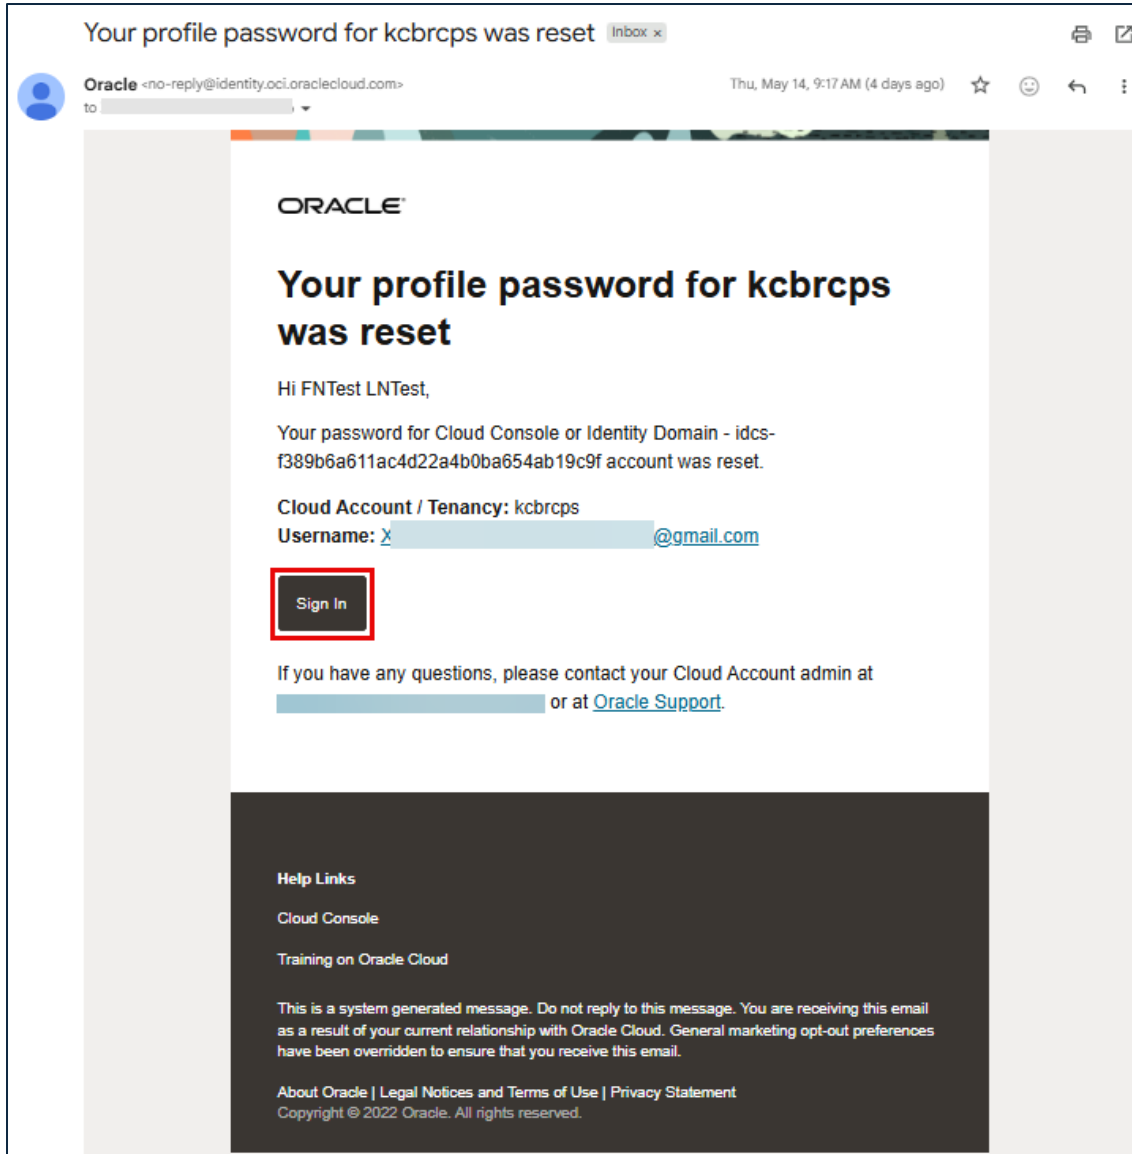 Your profile password for kcbrcps was reset Inbox x
Oracle <no-reply@identity.oci.oraclecloud.com> Thu, May 14, 9:17 AM (4 days ago)
to
ORACLE
Your profile password for kcbrcps
was reset
Hi FNTest LNTest,
Your password for Cloud Console or Identity Domain - idcs-
f389b6a611ac4d22a4b0ba654ab19c9f account was reset.
Cloud Account / Tenancy: kcbrcps
Username: X @gmail.com
Sign In
If you have any questions, please contact your Cloud Account admin at
or at Oracle Support.
Help Links
Cloud Console
Training on Oracle Cloud
This is a system generated message. Do not reply to this message. You are receiving this email
as a result of your current relationship with Oracle Cloud. General marketing opt-out preferences
have been overridden to ensure that you receive this email.
About Oracle | Legal Notices and Terms of Use | Privacy Statement
Copyright © 2022 Oracle. All rights reserved.